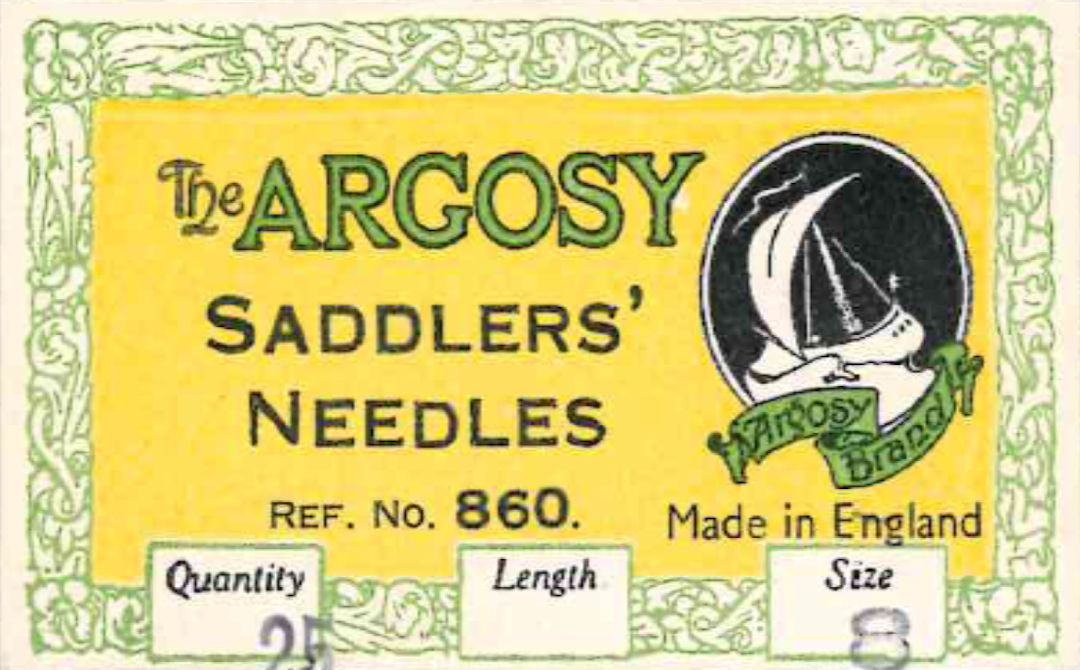 The ARGOSY
SADDLERS'
NEEDLES
REF. No. 860.
Argosy
Brand
Made in England
Quantity
25
Length
Size
8